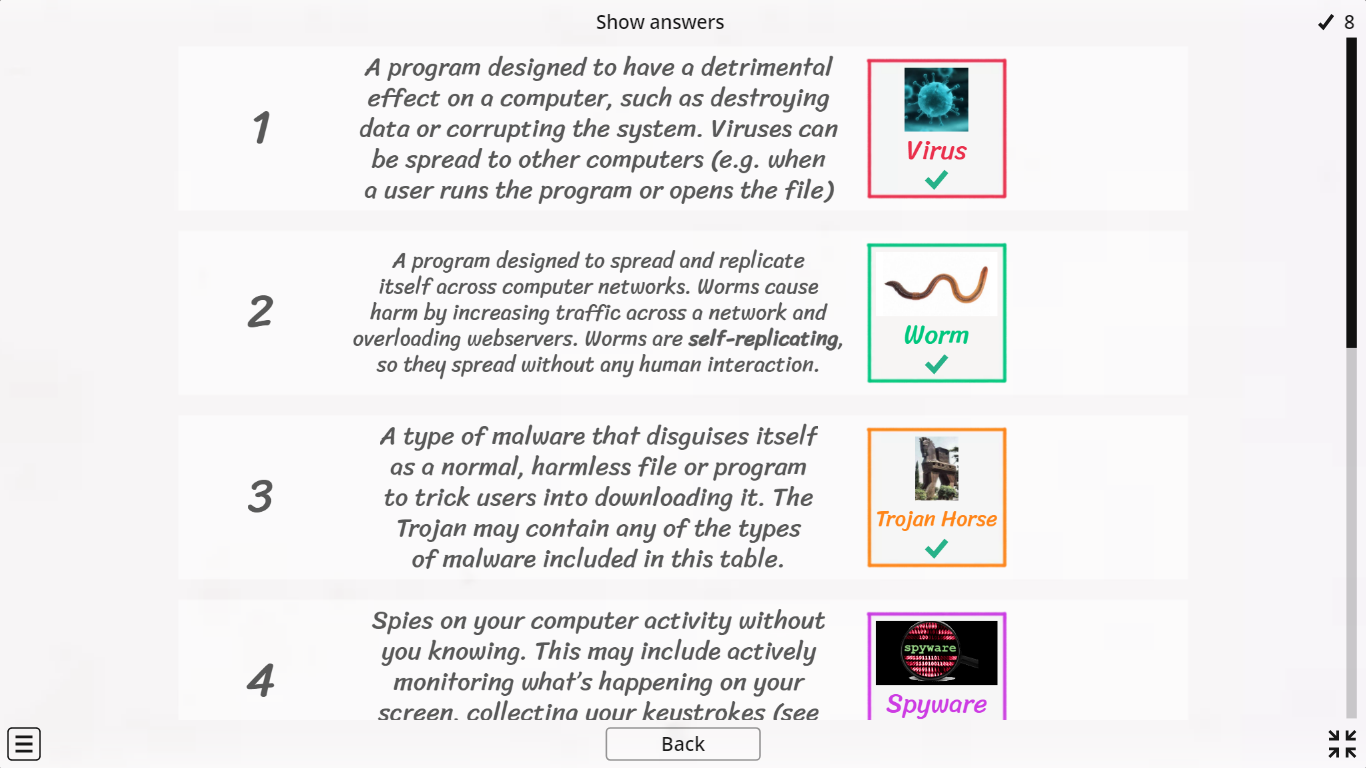 Show answers
8
1
A program designed to have a detrimental
effect on a computer, such as destroying
data or corrupting the system. Viruses can
be spread to other computers (e.g. when
a user runs the program or opens the file)
Virus
2
A program designed to spread and replicate
itself across computer networks. Worms cause
harm by increasing traffic across a network and
overloading webservers. Worms are self-replicating,
so they spread without any human interaction.
Worm
3
A type of malware that disguises itself
as a normal, harmless file or program
to trick users into downloading it. The
Trojan may contain any of the types
of malware included in this table.
Trojan Horse
4
Spies on your computer activity without
you knowing. This may include actively
monitoring what's happening on your
screen, collecting your keystrokes (see
spyware
Spyware
Back